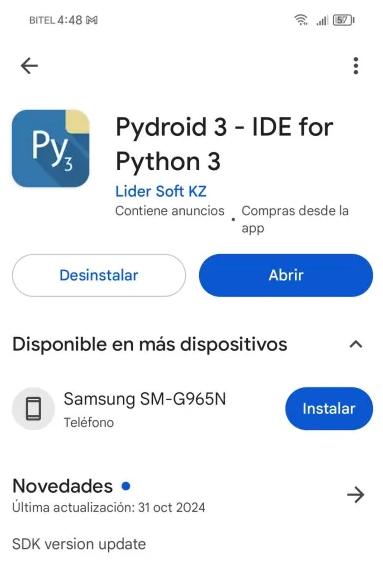 BITEL 4:48
57
Py3
Pydroid 3 - IDE for
Python 3
Lider Soft KZ
Contiene anuncios • Compras desde la
app
Desinstalar
Abrir
Disponible en más dispositivos
Samsung SM-G965N
Teléfono
Instalar
Novedades •
Última actualización: 31 oct 2024
SDK version update